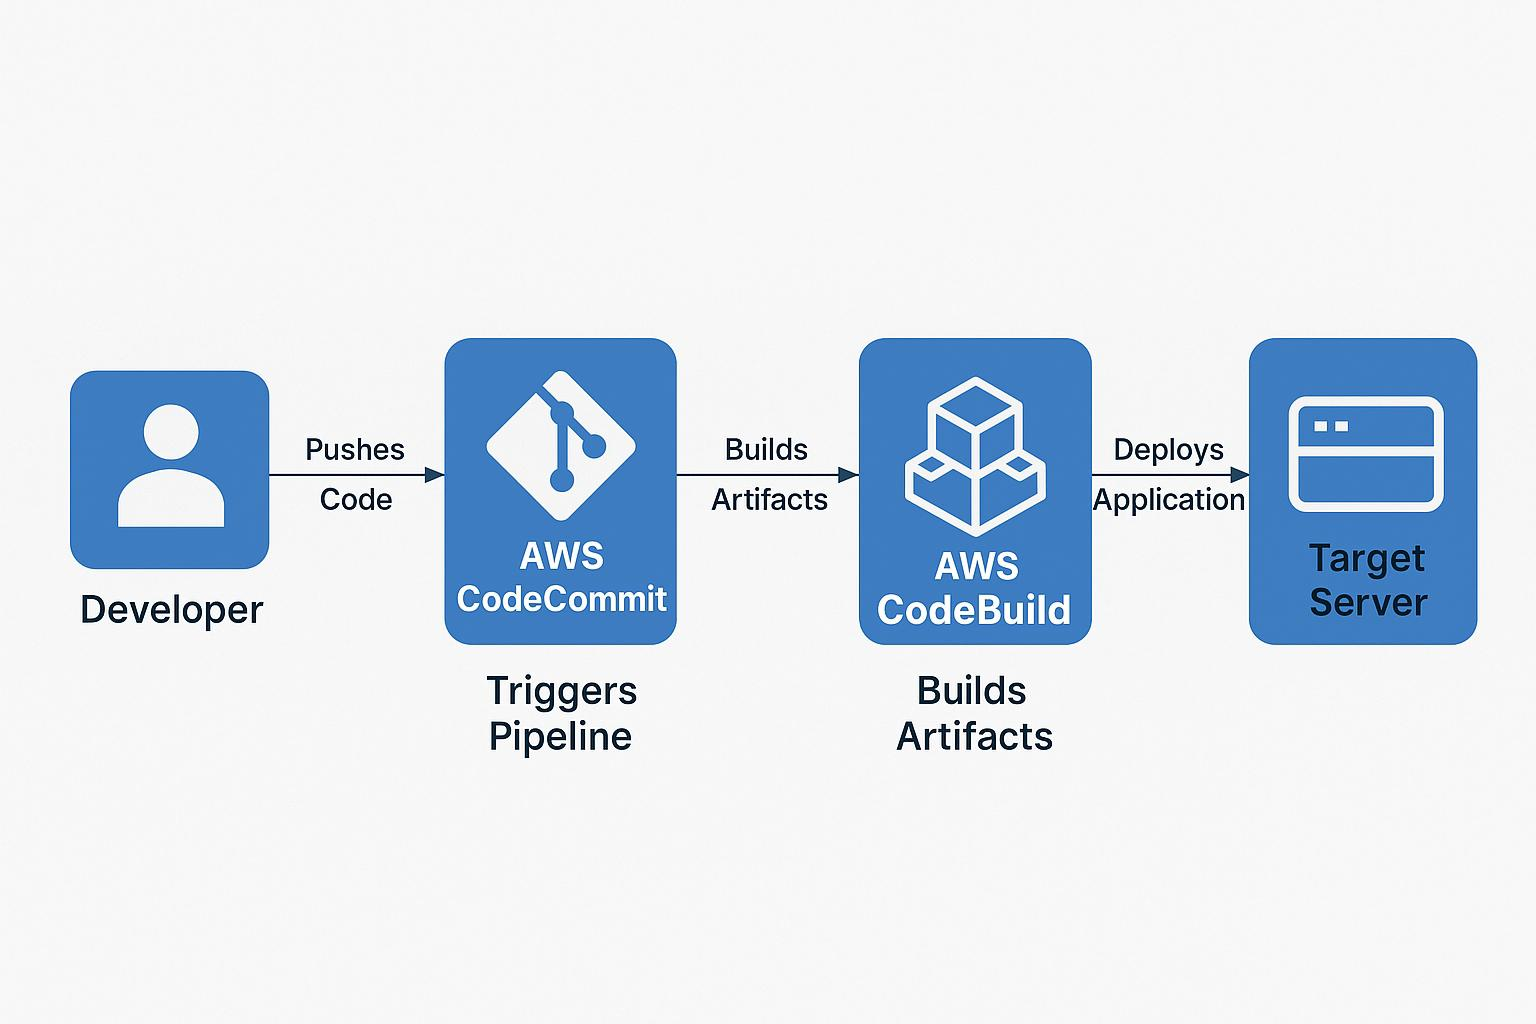 Developer
Pushes
Code
AWS
CodeCommit
Triggers
Pipeline
Builds
Artifacts
AWS
CodeBuild
Builds
Artifacts
Deploys
Application
Target
Server